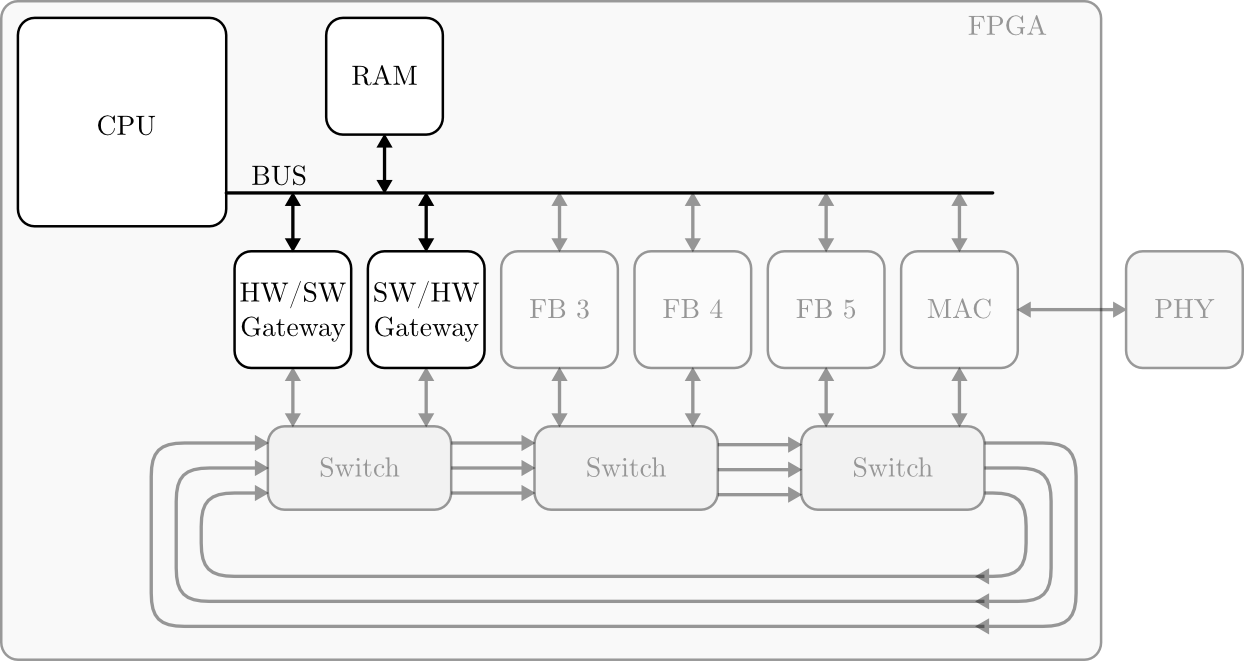 FPGA
RAM
CPU
BUS
HW/SW
Gateway
SW/HW
Gateway
FB 3
FB 4
FB 5
MAC
PHY
Switch
Switch
Switch